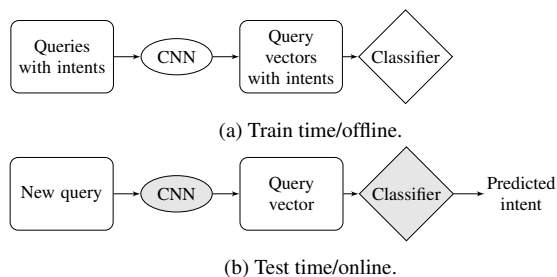 Queries
with intents
CNN
Query
vectors
with intents
Classifier
(a) Train time/offline.
New query
CNN
Query
vector
Classifier
Predicted
intent
(b) Test time/online.